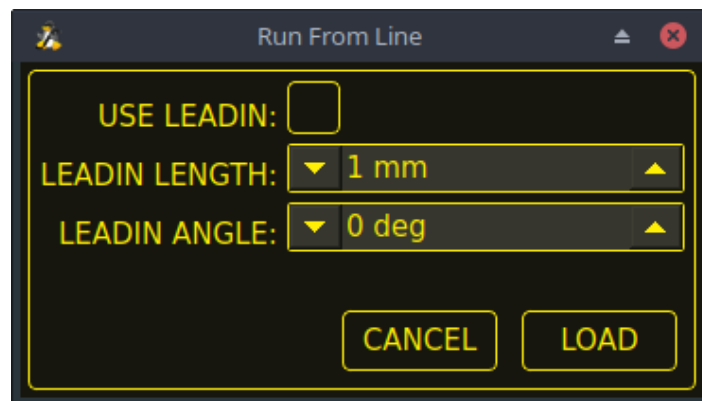 Run From Line
USE LEADIN:
LEADIN LENGTH: 1 mm
LEADIN ANGLE: 0 deg
CANCEL LOAD